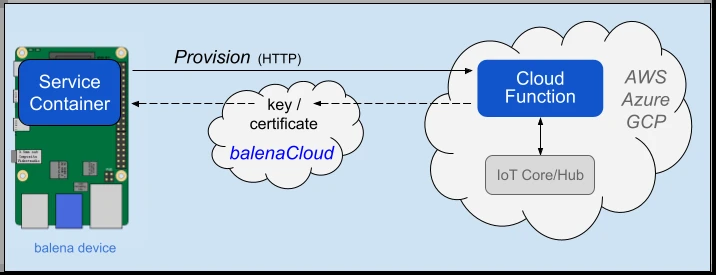 Provision (HTTP)
Service
Container
Cloud
Function
AWS
Azure
GCP
key /
certificate
balenaCloud
IoT Core/Hub
balena device